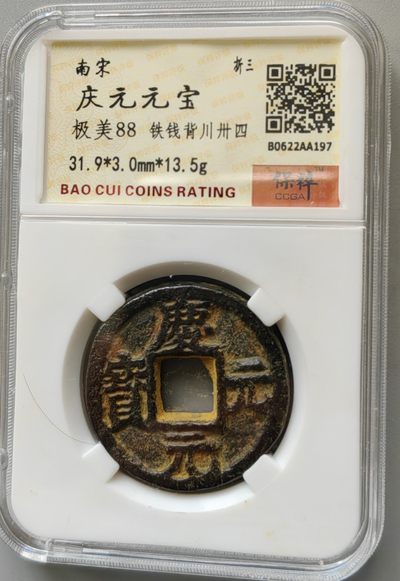 南宋 折三
庆元元宝
极美88 铁钱背川卅四
31.9*3.0mm*13.5g
B0622AA197
BAO CUI COINS RATING
保粹
CCGA
慶元元寶